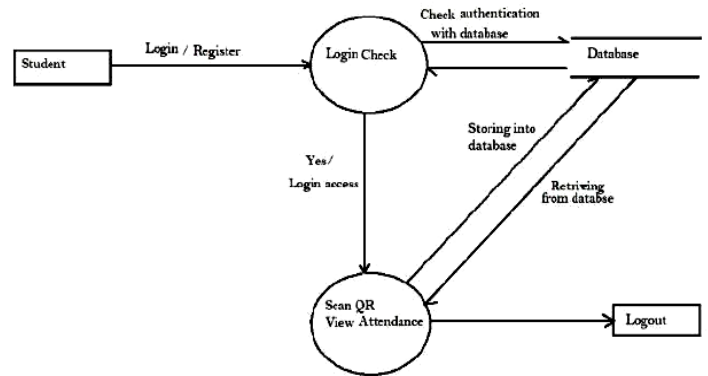 Check authentication
with database
Login / Register
Student
Login Check
Database
Storing into
database
Yes/
Login access
Retriving
from databse
Scan QR
View Attendance
Logout